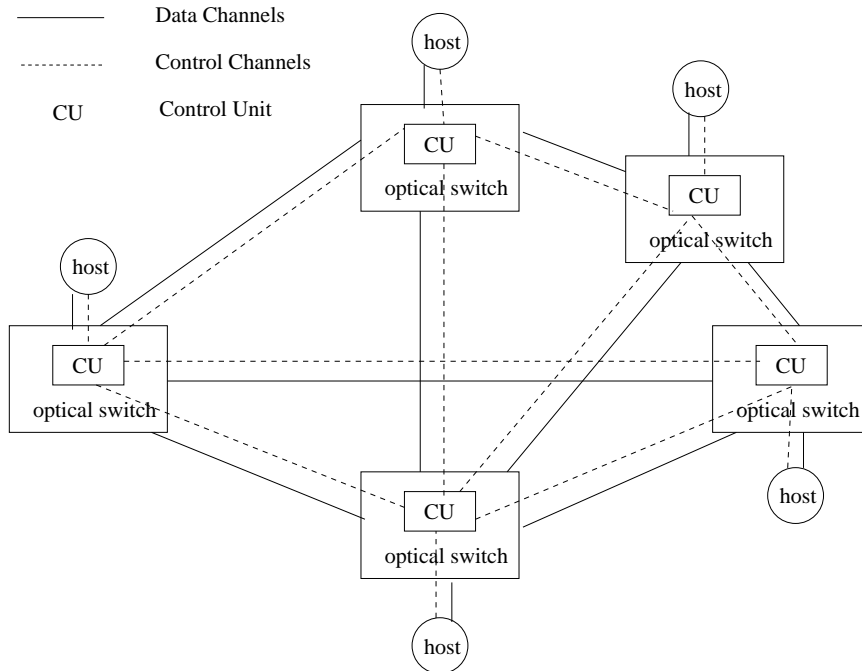 Data Channels
Control Channels
CU Control Unit
host
CU
optical switch
host
CU
optical switch
host
CU
optical switch
CU
optical switch
host
CU
optical switch
host